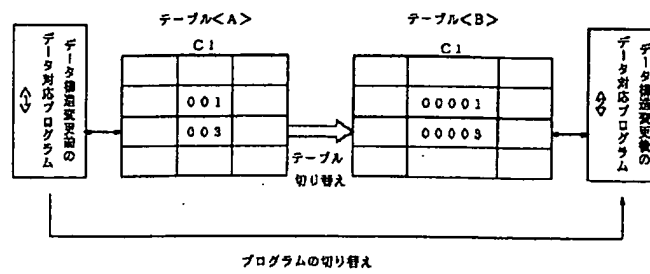 テーブル<A>
テーブル<B>
C1
C1
データ構造変更前の
データ対応プログラム
<1>
001
003
テーブル
切り替え
00001
00003
データ構造変更後の
データ対応プログラム
<2>
プログラムの切り替え